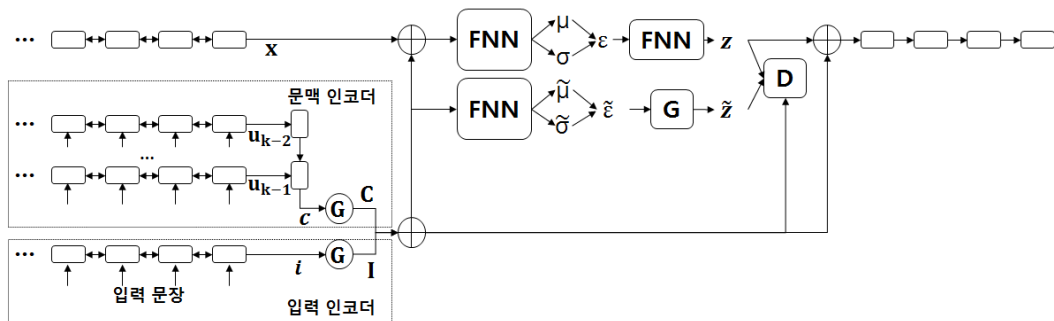 ...
x
FNN
μ
σ
ε
FNN
z
D
문맥 인코더
FNN
μ̃
σ̃
ε̃
G
z̃
...
u_{k-2}
...
...
u_{k-1}
c
G
C
...
i
G
I
입력 문장
입력 인코더